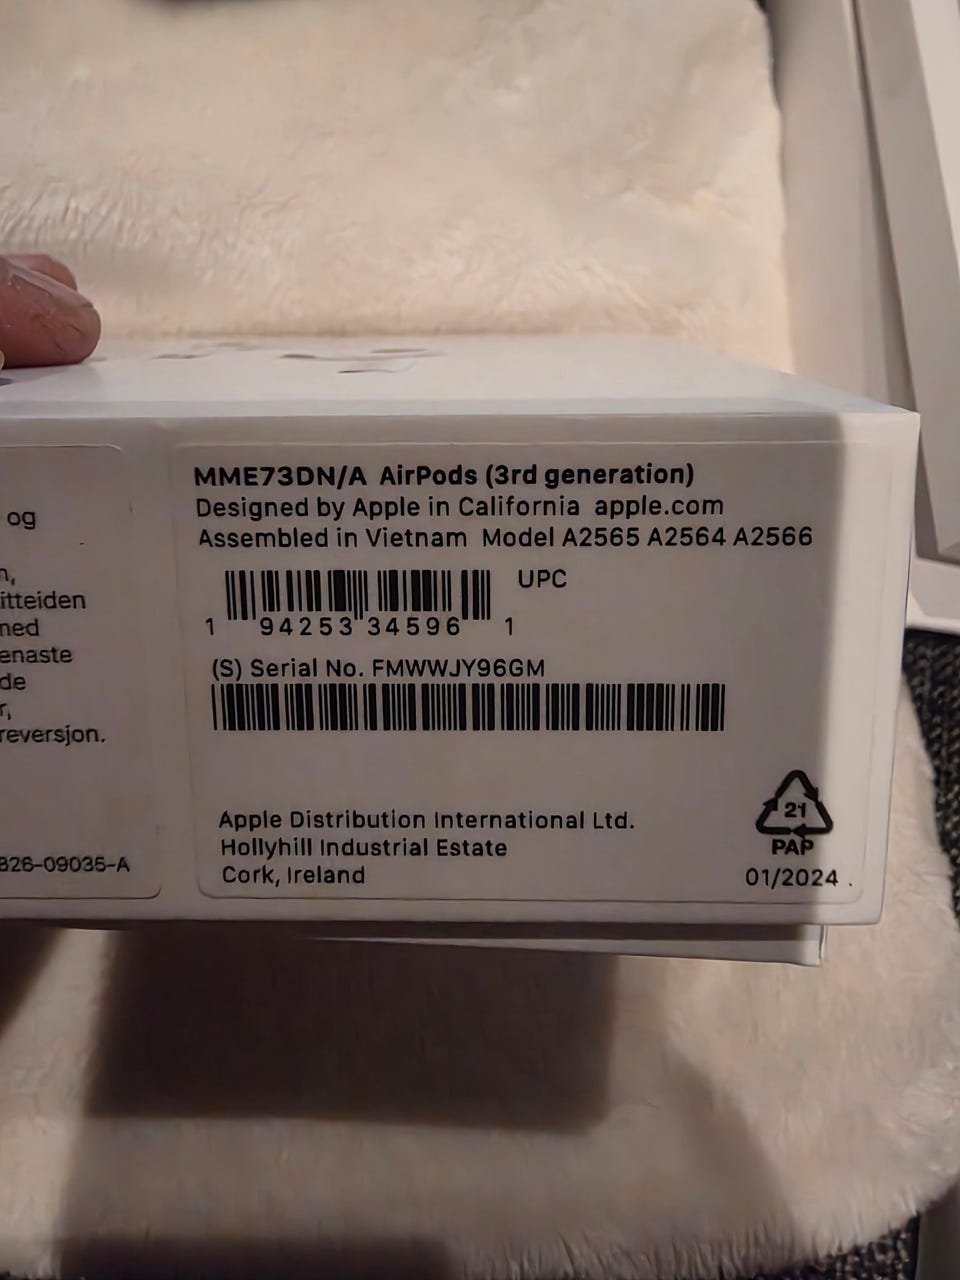 og
itteiden
enaste
de
reversjon.
826-09035-A
MME73DN/A AirPods (3rd generation)
Designed by Apple in California apple.com
Assembled in Vietnam Model A2565 A2564 A2566
UPC
1 94253 34596 1
(S) Serial No. FMWWJY96GM
Apple Distribution International Ltd.
Hollyhill Industrial Estate
Cork, Ireland
21
PAP
01/2024